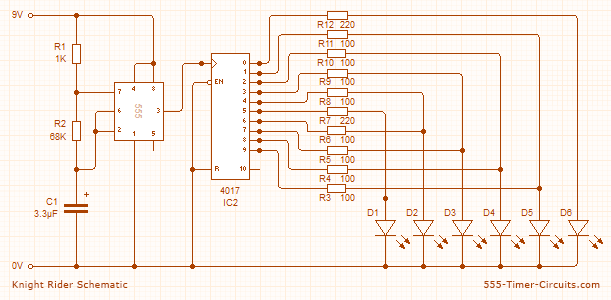 9V
R12 220
R11 100
R10 100
R9 100
R8 100
R7 220
R6 100
R5 100
R4 100
R3 100
R1
1K
R2
68K
C1
3.3µF
+
7
6
2
4
8
3
1
5
555
EN
R
0
1
2
3
4
5
6
7
8
9
10
4017
IC2
D1
D2
D3
D4
D5
D6
0V
Knight Rider Schematic
555-Timer-Circuits.com